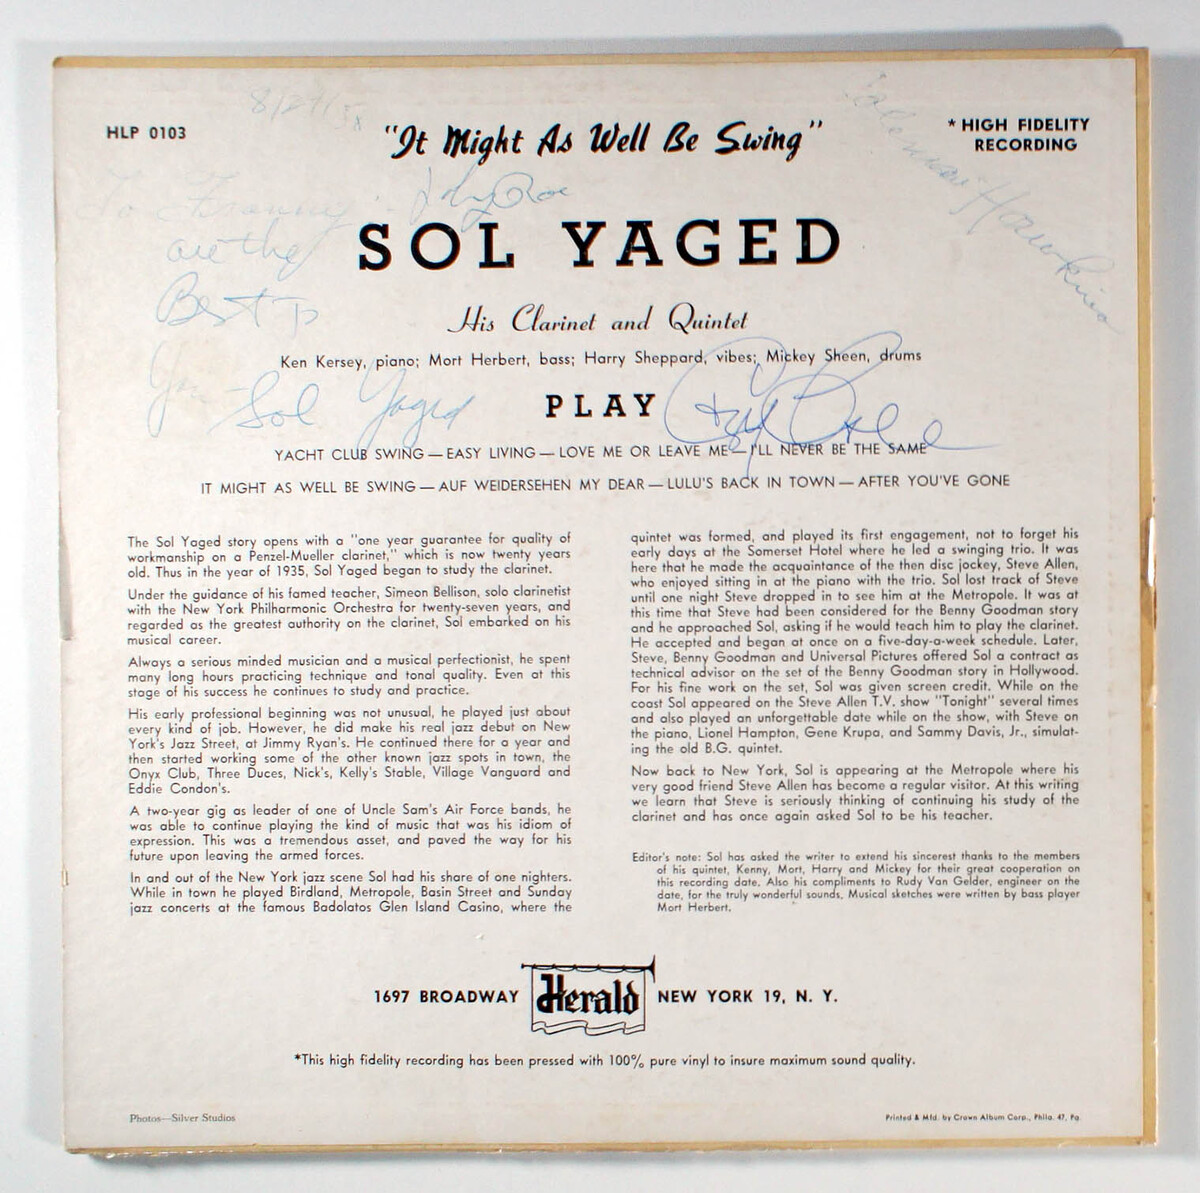 HLP 0103
"It Might As Well Be Swing"
* HIGH FIDELITY
RECORDING
Coleman Hawkins
To Franny
are the
Best to
You
Sol Yaged
SOL YAGED
His Clarinet and Quintet
Ken Kersey, piano; Mort Herbert, bass; Harry Sheppard, vibes; Mickey Sheen, drums
PLAY
YACHT CLUB SWING — EASY LIVING — LOVE ME OR LEAVE ME — I'LL NEVER BE THE SAME
IT MIGHT AS WELL BE SWING — AUF WEIDERSEHEN MY DEAR — LULU'S BACK IN TOWN — AFTER YOU'VE GONE
The Sol Yaged story opens with a "one year guarantee for quality of
workmanship on a Penzel-Mueller clarinet," which is now twenty years
old. Thus in the year of 1935, Sol Yaged began to study the clarinet.
Under the guidance of his famed teacher, Simeon Bellison, solo clarinetist
with the New York Philharmonic Orchestra for twenty-seven years, and
regarded as the greatest authority on the clarinet, Sol embarked on his
musical career.
Always a serious minded musician and a musical perfectionist, he spent
many long hours practicing technique and tonal quality. Even at this
stage of his success he continues to study and practice.
His early professional beginning was not unusual, he played just about
every kind of job. However, he did make his real jazz debut on New
York's Jazz Street, at Jimmy Ryan's. He continued there for a year and
then started working some of the other known jazz spots in town, the
Onyx Club, Three Duces, Nick's, Kelly's Stable, Village Vanguard and
Eddie Condon's.
A two-year gig as leader of one of Uncle Sam's Air Force bands, he
was able to continue playing the kind of music that was his idiom of
expression. This was a tremendous asset, and paved the way for his
future upon leaving the armed forces.
In and out of the New York jazz scene Sol had his share of one nighters.
While in town he played Birdland, Metropole, Basin Street and Sunday
jazz concerts at the famous Badolatos Glen Island Casino, where the
quintet was formed, and played its first engagement, not to forget his
early days at the Somerset Hotel where he led a swinging trio. It was
here that he made the acquaintance of the then disc jockey, Steve Allen,
who enjoyed sitting in at the piano with the trio. Sol lost track of Steve
until one night Steve dropped in to see him at the Metropole. It was at
this time that Steve had been considered for the Benny Goodman story
and he approached Sol, asking if he would teach him to play the clarinet.
He accepted and began at once on a five-day-a-week schedule. Later,
Steve, Benny Goodman and Universal Pictures offered Sol a contract as
technical advisor on the set of the Benny Goodman story in Hollywood.
For his fine work on the set, Sol was given screen credit. While on the
coast Sol appeared on the Steve Allen T.V. show "Tonight" several times
and also played an unforgettable date while on the show, with Steve on
the piano, Lionel Hampton, Gene Krupa, and Sammy Davis, Jr., simulat-
ing the old B.G. quintet.
Now back to New York, Sol is appearing at the Metropole where his
very good friend Steve Allen has become a regular visitor. At this writing
we learn that Steve is seriously thinking of continuing his study of the
clarinet and has once again asked Sol to be his teacher.
Editor's note: Sol has asked the writer to extend his sincerest thanks to the members
of his quintet, Kenny, Mort, Harry and Mickey for their great cooperation on
this recording date. Also his compliments to Rudy Van Gelder, engineer on the
date, for the truly wonderful sounds. Musical sketches were written by bass player
Mort Herbert.
1697 BROADWAY Herald NEW YORK 19, N. Y.
*This high fidelity recording has been pressed with 100% pure vinyl to insure maximum sound quality.
Photos—Silver Studios
Printed & Mfd. by Crown Album Corp., Phila. 47, Pa.